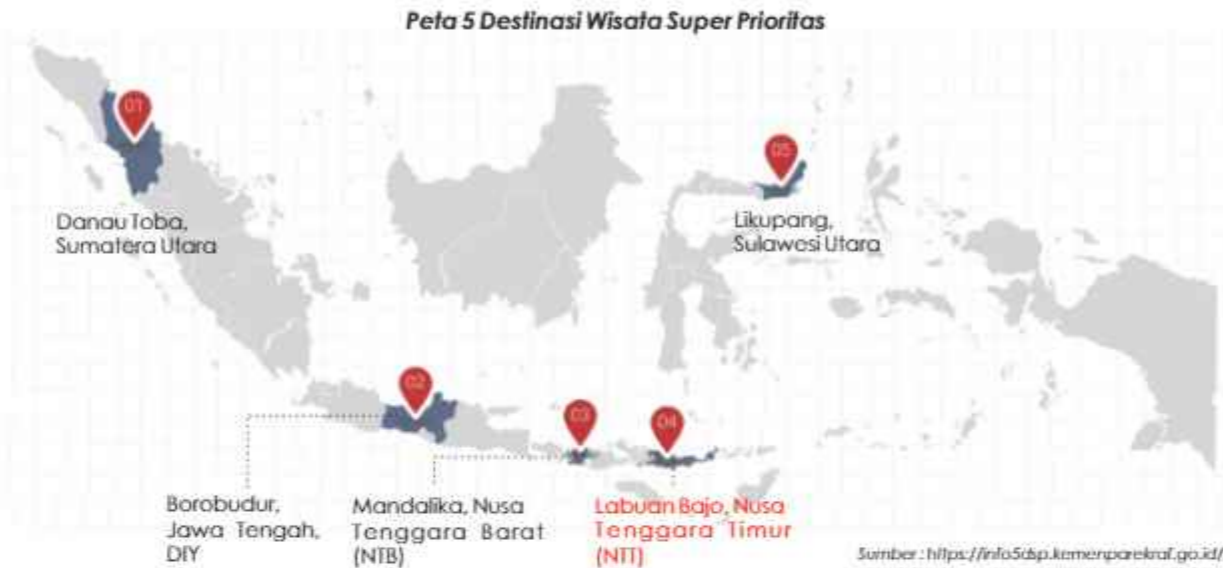 Peta 5 Destinasi Wisata Super Prioritas
01
05
Danau Toba,
Sumatera Utara
Likupang,
Sulawesi Utara
02
03
04
Borobudur,
Jawa Tengah,
DIY
Mandalika, Nusa
Tenggara Barat
(NTB)
Labuan Bajo, Nusa
Tenggara Timur
(NTT)
Sumber : https://info5dsp.kemenparekraf.go.id/